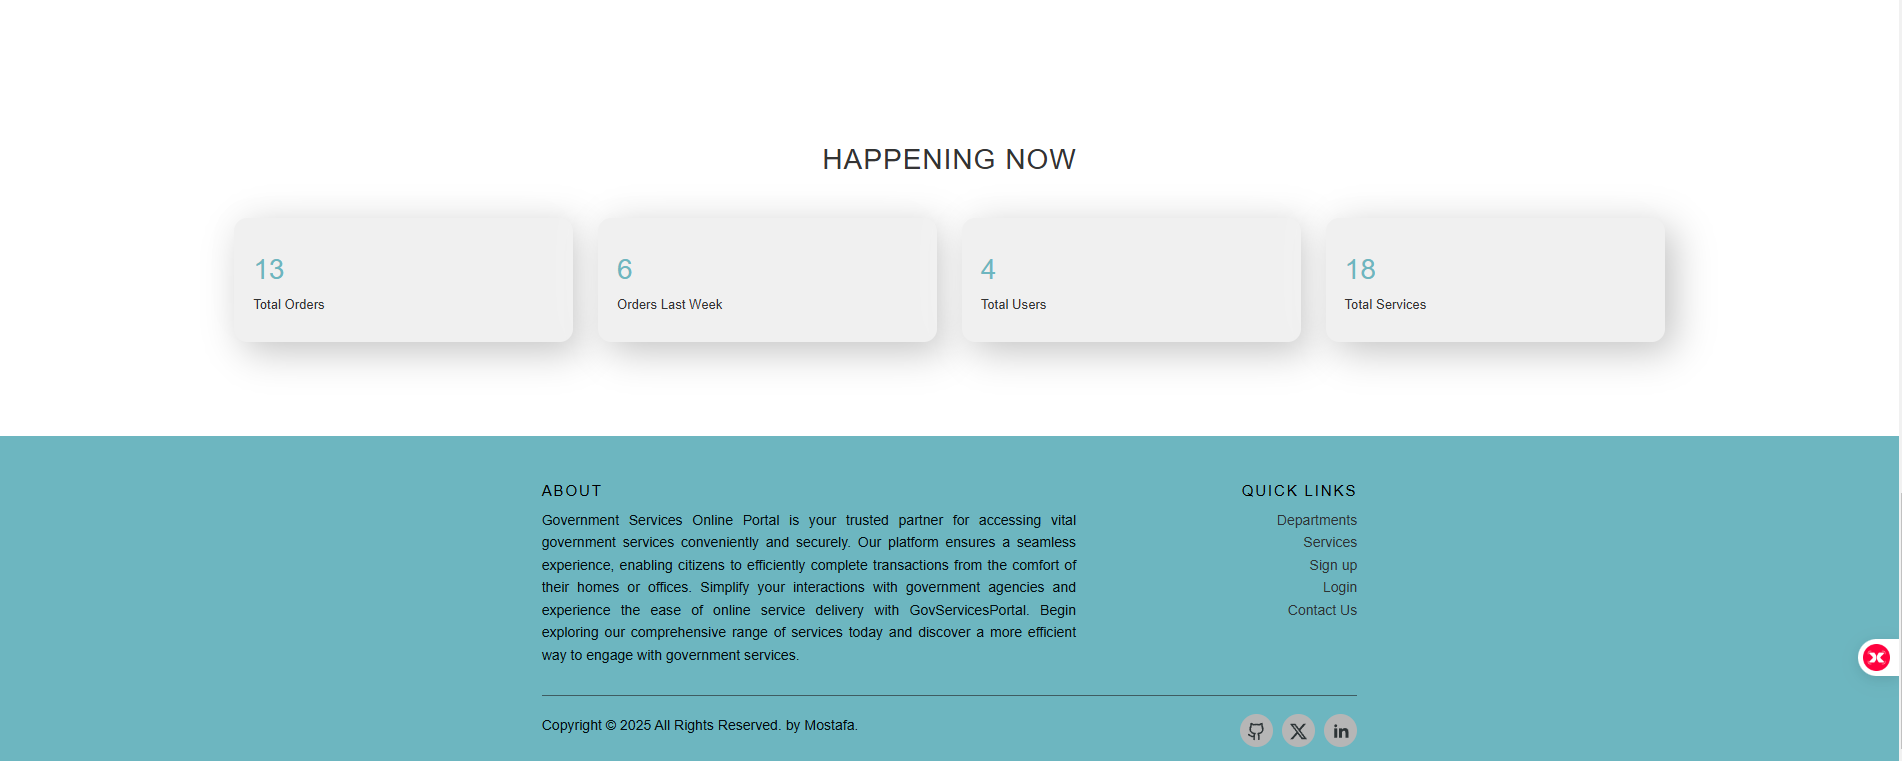 HAPPENING NOW
13
Total Orders
6
Orders Last Week
4
Total Users
18
Total Services
ABOUT
Government Services Online Portal is your trusted partner for accessing vital
government services conveniently and securely. Our platform ensures a seamless
experience, enabling citizens to efficiently complete transactions from the comfort of
their homes or offices. Simplify your interactions with government agencies and
experience the ease of online service delivery with GovServicesPortal. Begin
exploring our comprehensive range of services today and discover a more efficient
way to engage with government services.
QUICK LINKS
Departments
Services
Sign up
Login
Contact Us
Copyright © 2025 All Rights Reserved. by Mostafa.